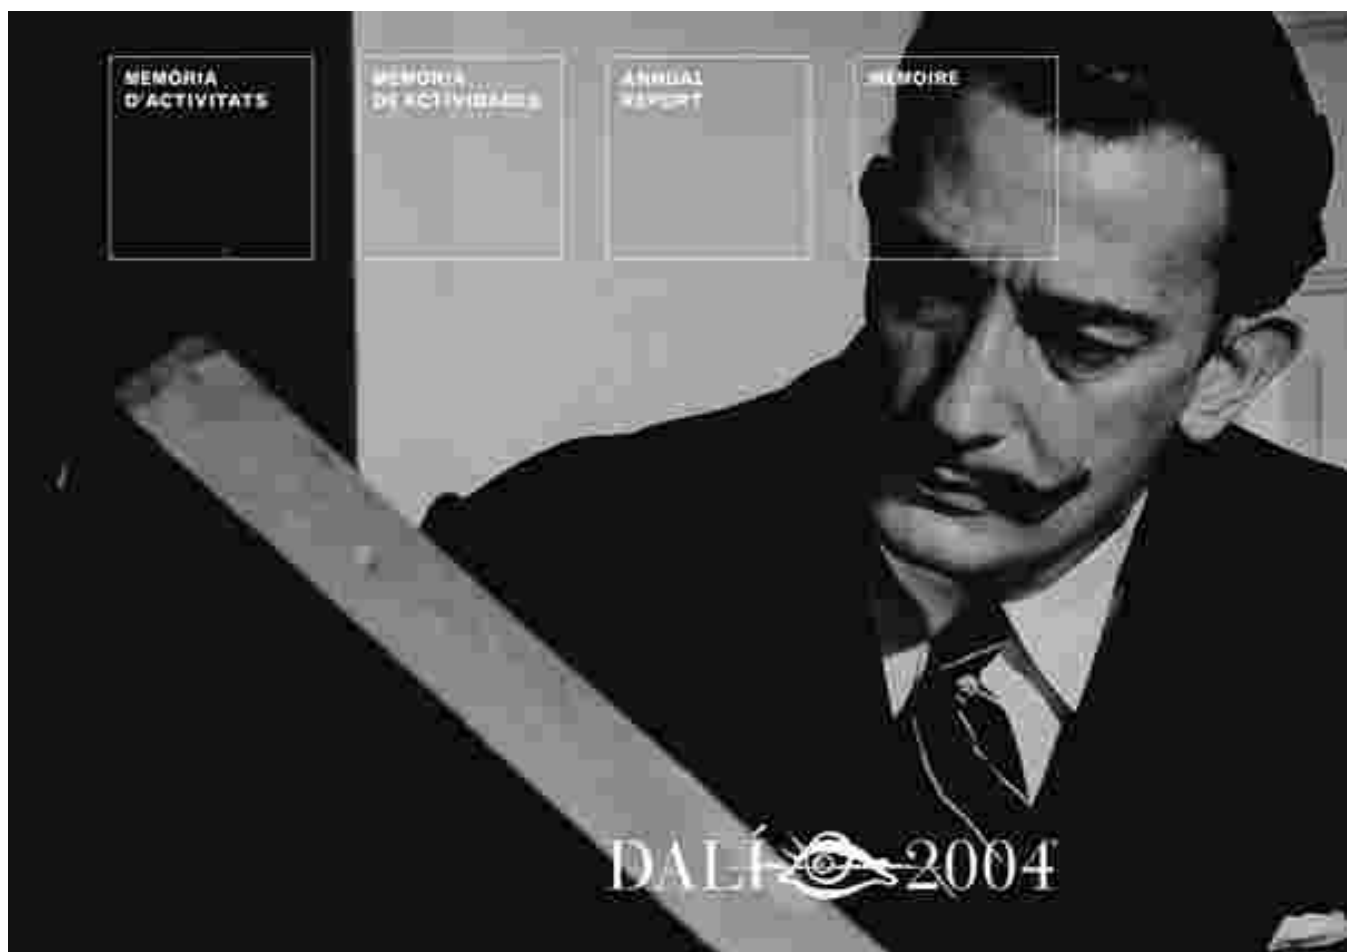 MEMÒRIA
D'ACTIVITATS
MEMORIA
DE ACTIVIDADES
ANNUAL
REPORT
MÉMOIRE
DALÍ 2004